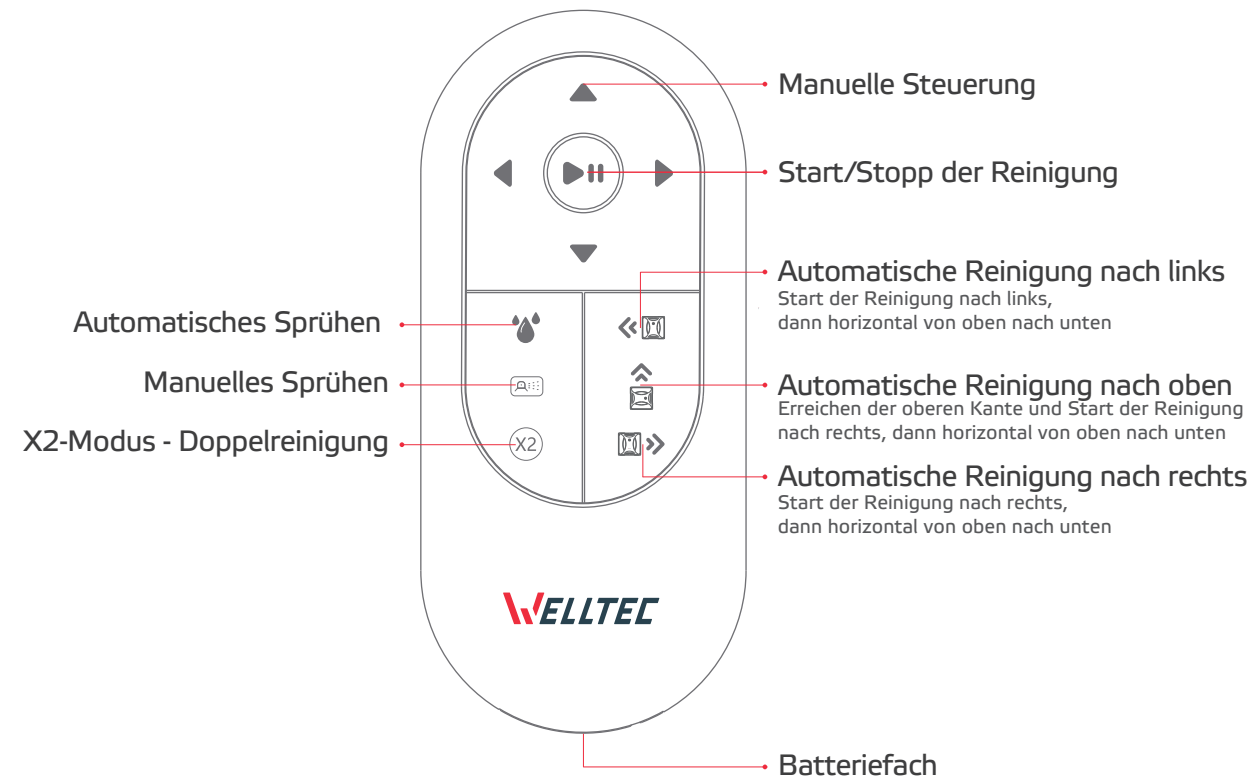 Manuelle Steuerung
Start/Stopp der Reinigung
Automatische Reinigung nach links
Start der Reinigung nach links,
dann horizontal von oben nach unten
Automatisches Sprühen
Manuelles Sprühen
X2-Modus - Doppelreinigung
X2
Automatische Reinigung nach oben
Erreichen der oberen Kante und Start der Reinigung
nach rechts, dann horizontal von oben nach unten
Automatische Reinigung nach rechts
Start der Reinigung nach rechts,
dann horizontal von oben nach unten
WELLTEC
Batteriefach